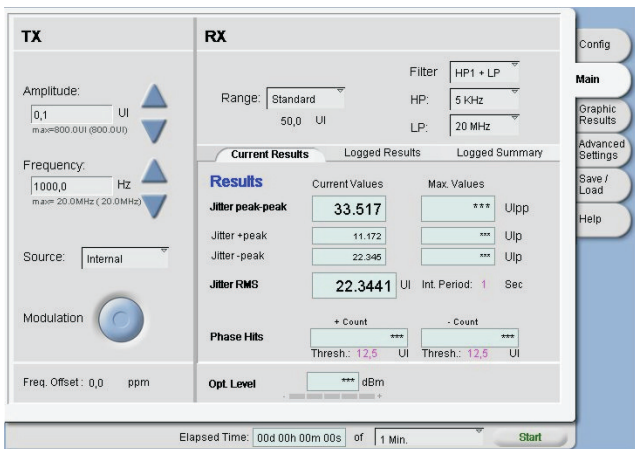 TX
Amplitude:
0,1 UI
max=800.0UI (800.0UI)
Frequency:
1000,0 Hz
max= 20.0MHz ( 20.0MHz)
Source: Internal
Modulation
Freq. Offset: 0,0 ppm
RX
Filter HP1 + LP
Range: Standard
HP: 5 KHz
50,0 UI
LP: 20 MHz
Current Results Logged Results Logged Summary
Results Current Values Max. Values
Jitter peak-peak 33.517 *** UIpp
Jitter +peak 11.172 *** UIp
Jitter -peak 22.345 *** UIp
Jitter RMS 22.3441 UI Int. Period: 1 Sec
+ Count - Count
Phase Hits *** ***
Thresh.: 12,5 UI Thresh.: 12,5 UI
Opt. Level *** dBm
- +
Elapsed Time: 00d 00h 00m 00s of 1 Min. Start
Config
Main
Graphic
Results
Advanced
Settings
Save /
Load
Help